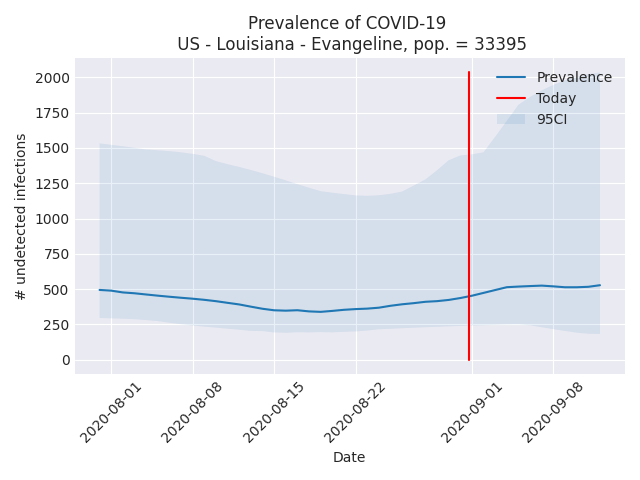 Prevalence of COVID-19
US - Louisiana - Evangeline, pop. = 33395
Prevalence
Today
95CI
# undetected infections
2000
1750
1500
1250
1000
750
500
250
0
2020-08-01
2020-08-08
2020-08-15
2020-08-22
2020-09-01
2020-09-08
Date